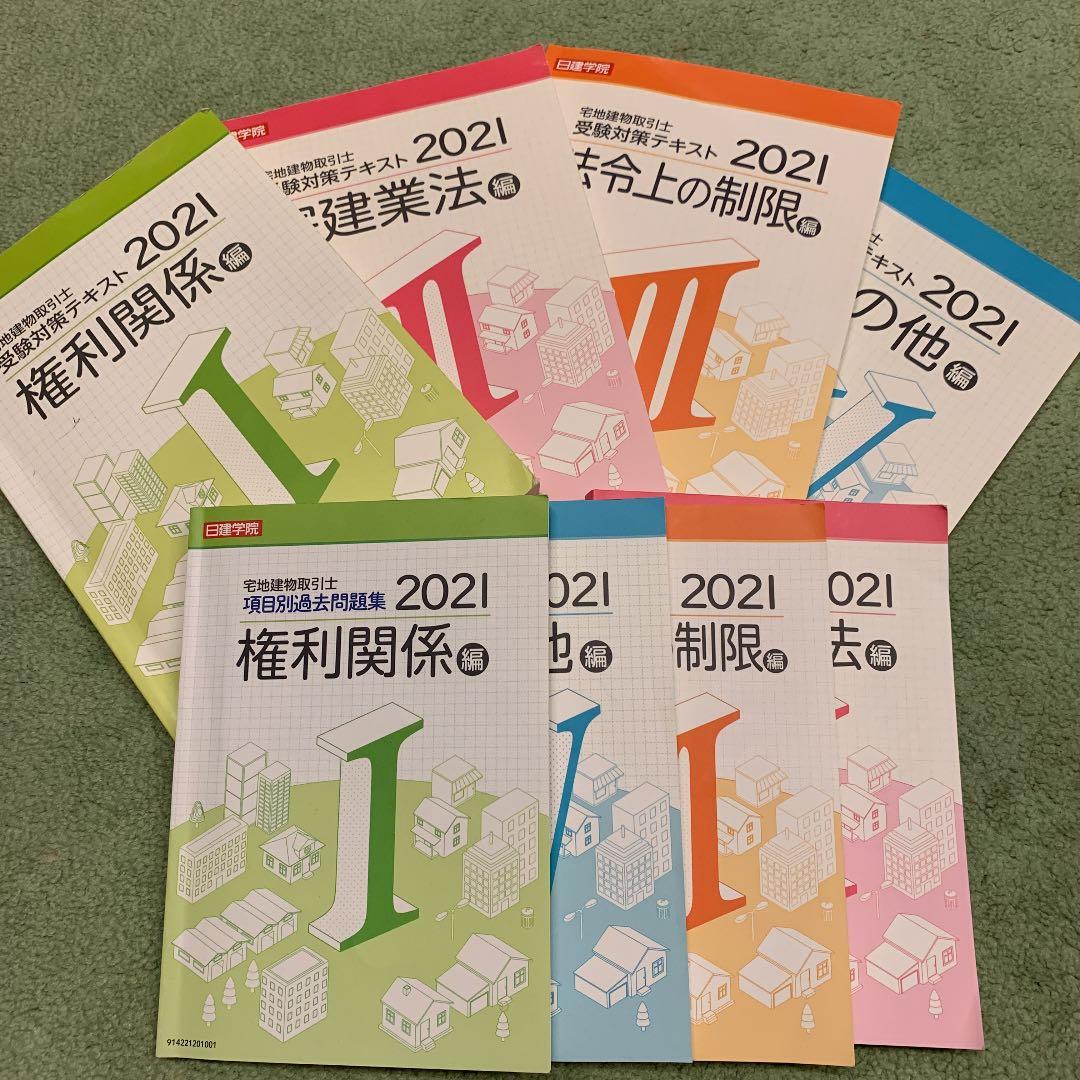 日建学院
宅地建物取引士
受験対策テキスト 2021
権利関係編
I
日建学院
宅地建物取引士
受験対策テキスト 2021
建業法編
II
日建学院
宅地建物取引士
受験対策テキスト 2021
法令上の制限編
III
士
キスト 2021
の他編
V
日建学院
宅地建物取引士
項目別過去問題集 2021
権利関係編
I
914221201001
021
他編
2021
制限編
I
021
法編